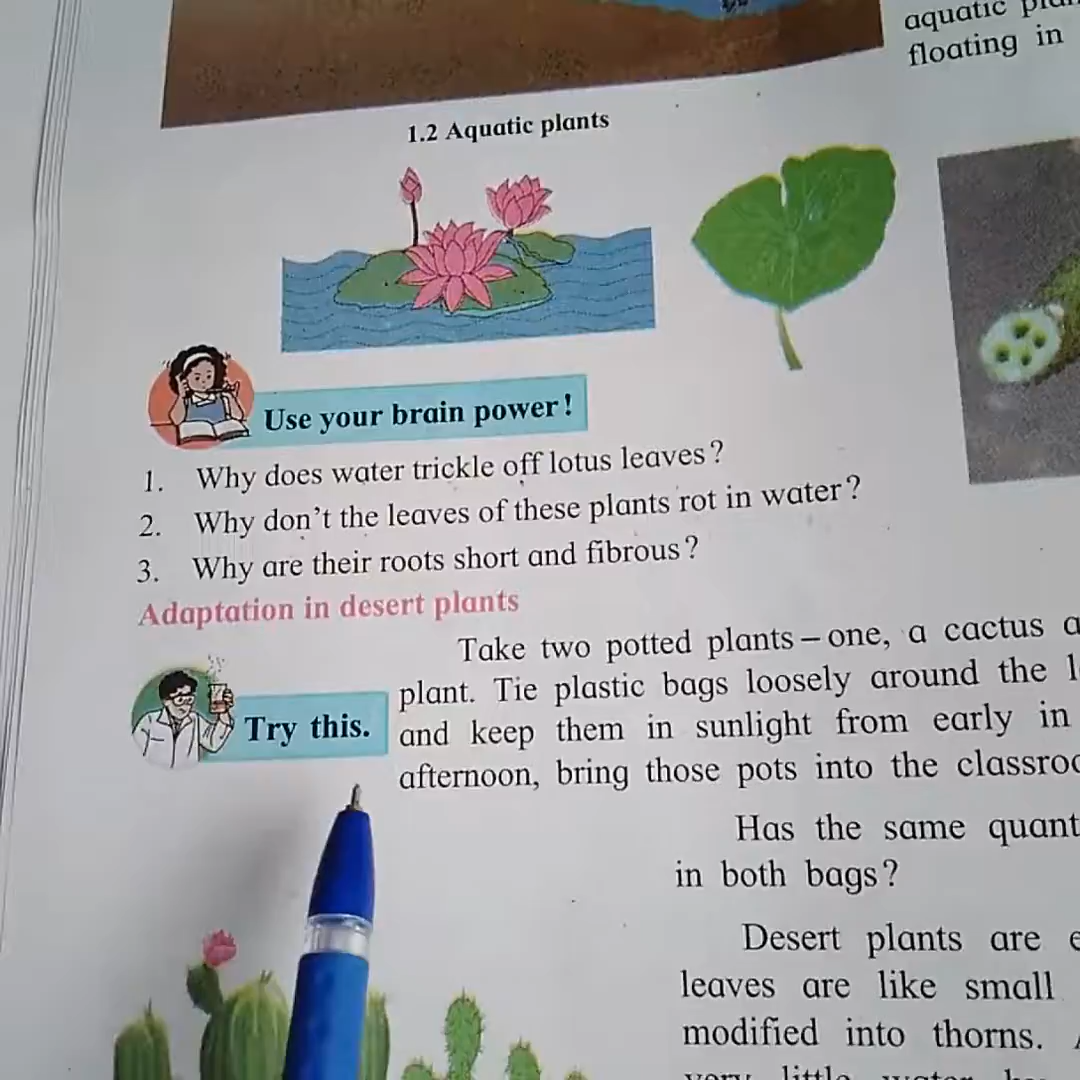 aquatic
floating in
1.2 Aquatic plants
Use your brain power!
1. Why does water trickle off lotus leaves?
2. Why don't the leaves of these plants rot in water?
3. Why are their roots short and fibrous?
Adaptation in desert plants
Take two potted plants – one, a cactus
plant. Tie plastic bags loosely around the
Try this.
and keep them in sunlight from early in
afternoon, bring those pots into the
Has the same
in both bags?
Desert plants are
leaves are like small
modified into thorns.
very little water